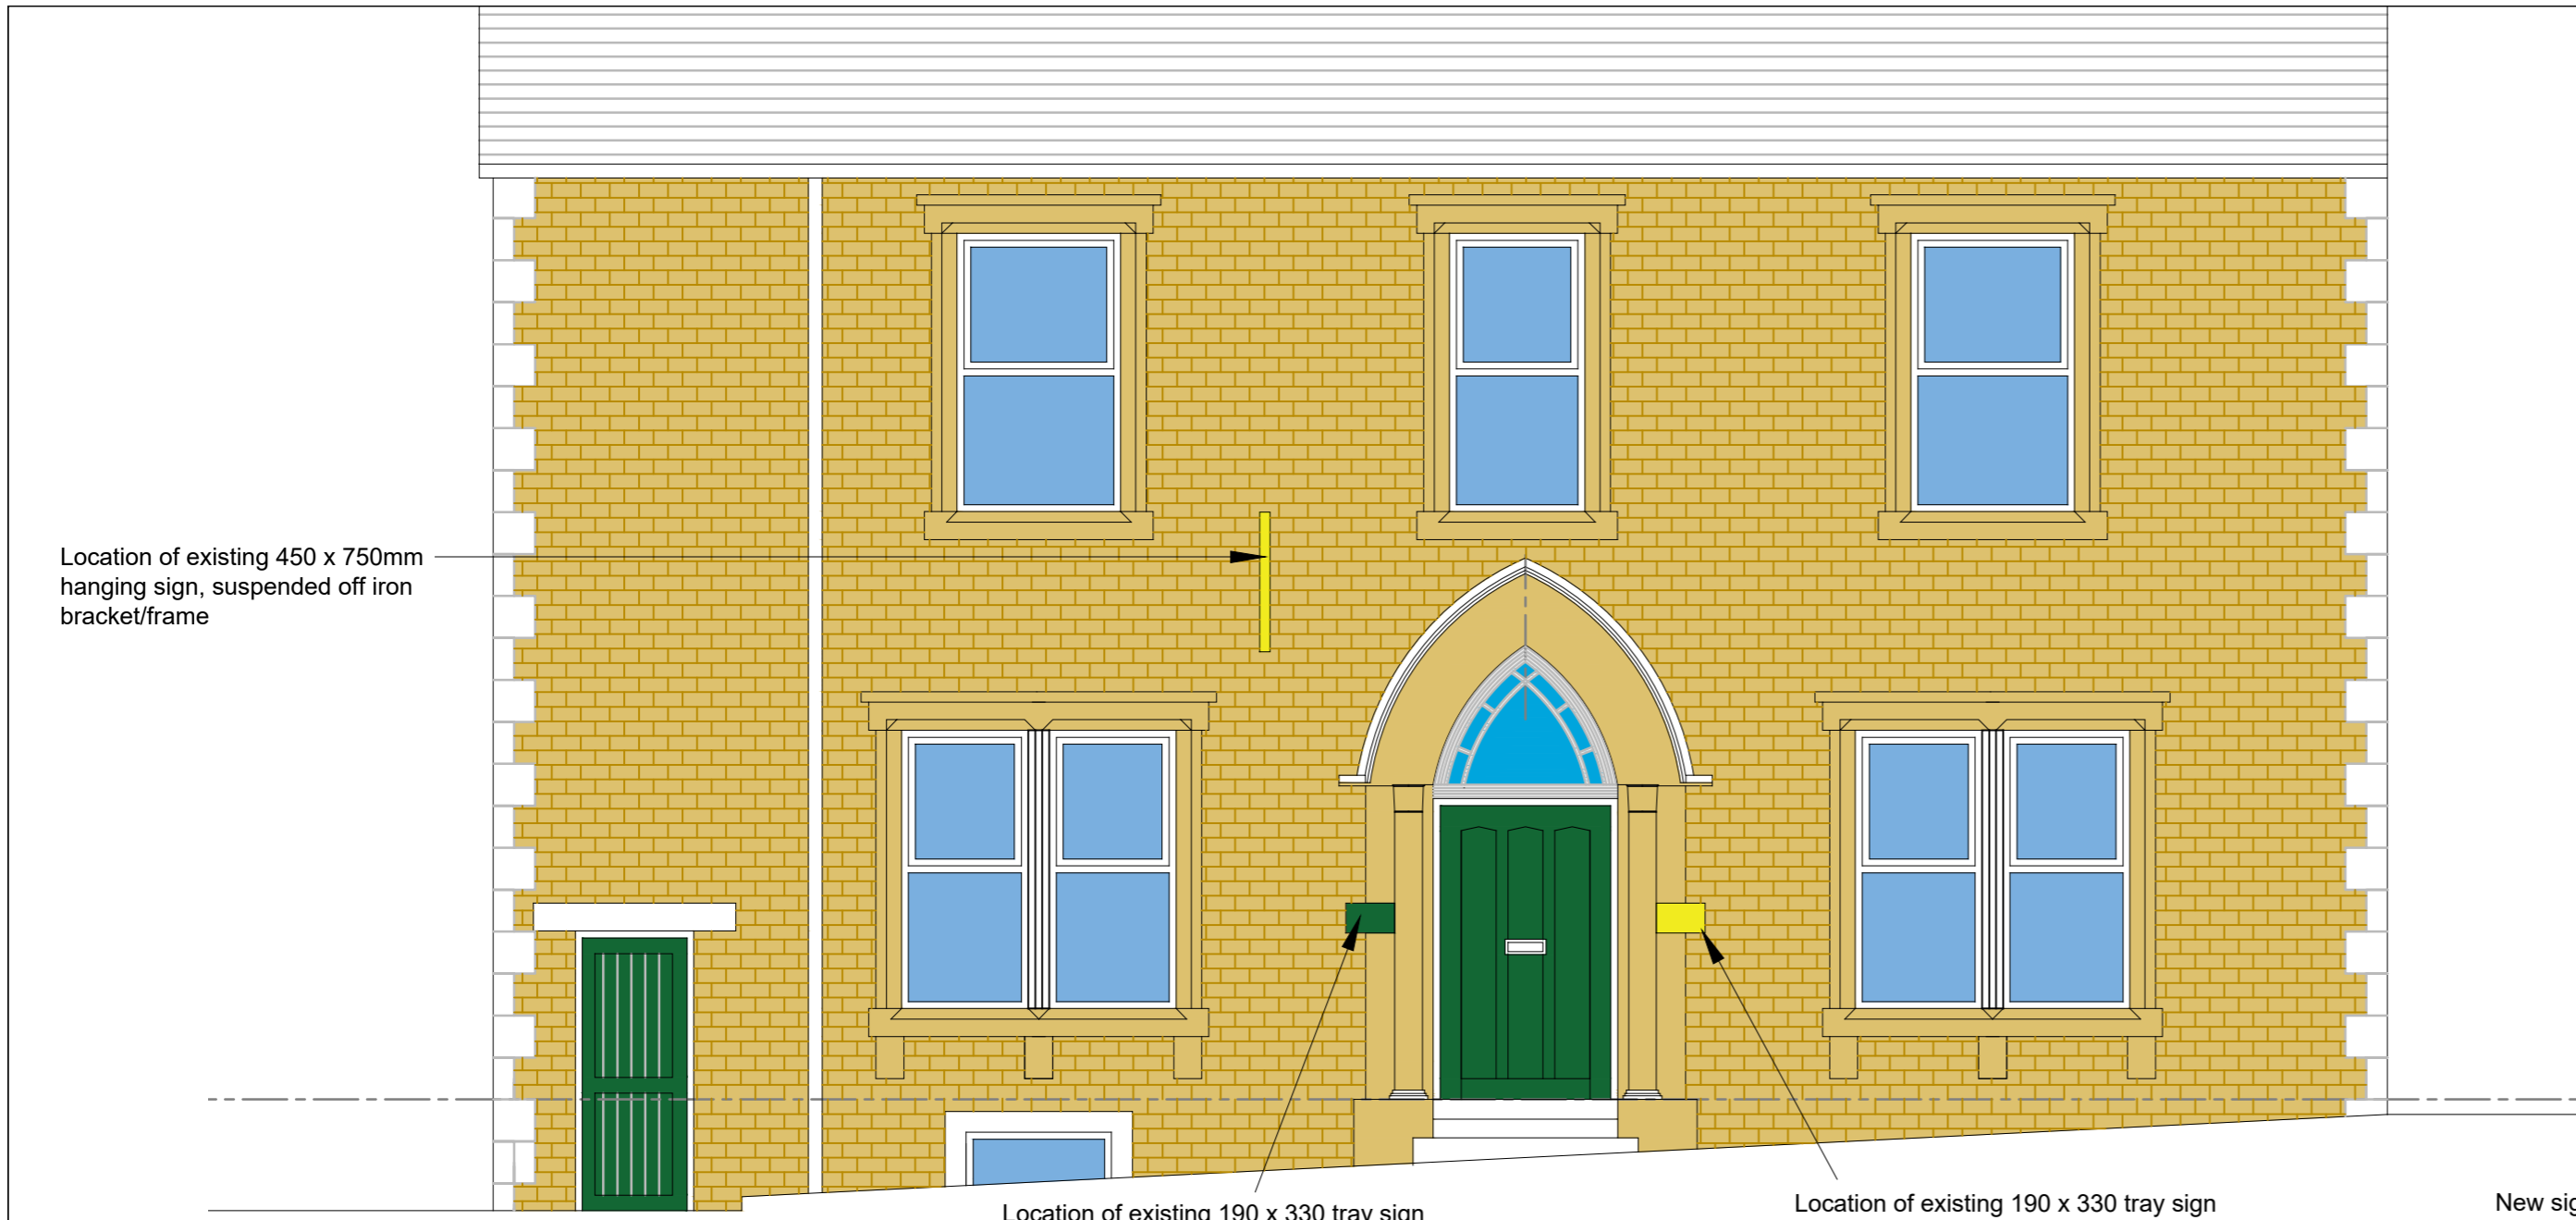 Location of existing 450 x 750mm
hanging sign, suspended off iron
bracket/frame
Location of existing 190 x 330 tray sign
Location of existing 190 x 330 tray sign
New